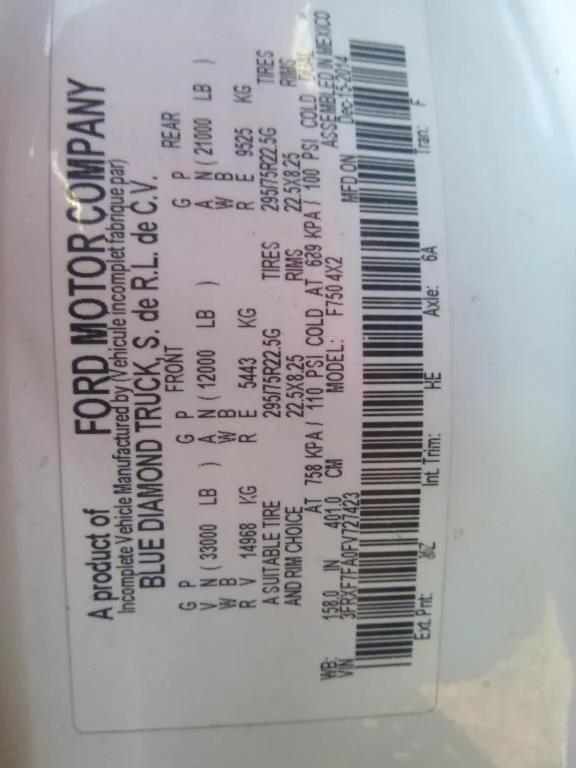 A product of FORD MOTOR COMPANY
Incomplete Vehicle Manufactured by (Vehicule incomplet fabrique par)
BLUE DIAMOND TRUCK, S. de R.L. de C.V.
FRONT REAR
G P G P G P
V N ( 33000 LB ) A N ( 12000 LB ) A N ( 21000 LB )
W B W B W B
R V 14968 KG R E 5443 KG R E 9525 KG
A SUITABLE TIRE 295/75R22.5G TIRES 295/75R22.5G TIRES
AND RIM CHOICE 22.5X8.25 RIMS 22.5X8.25 RIMS
AT 758 KPA / 110 PSI COLD AT 689 KPA / 100 PSI COLD DUAL
WB: 158.0 IN 401.0 CM MODEL: F750 4X2 ASSEMBLED IN MEXICO
VIN 3FRXF7FA0FV727423 MFD ON Dec-15-2014
Ext. Pnt: Int. Trim: HE Axle: 6A Tran: F